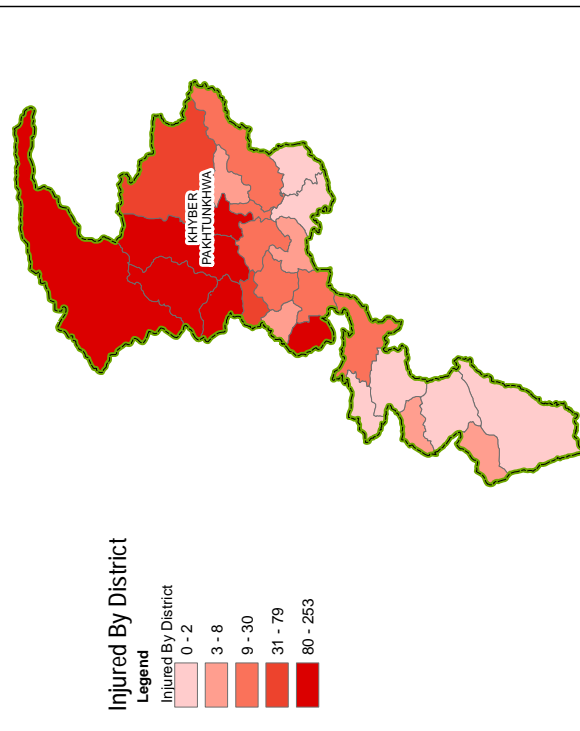 Injured By District
Legend
Injured By District
0 - 2
3 - 8
9 - 30
31 - 79
80 - 253
KHYBER
PAKHTUNKHWA